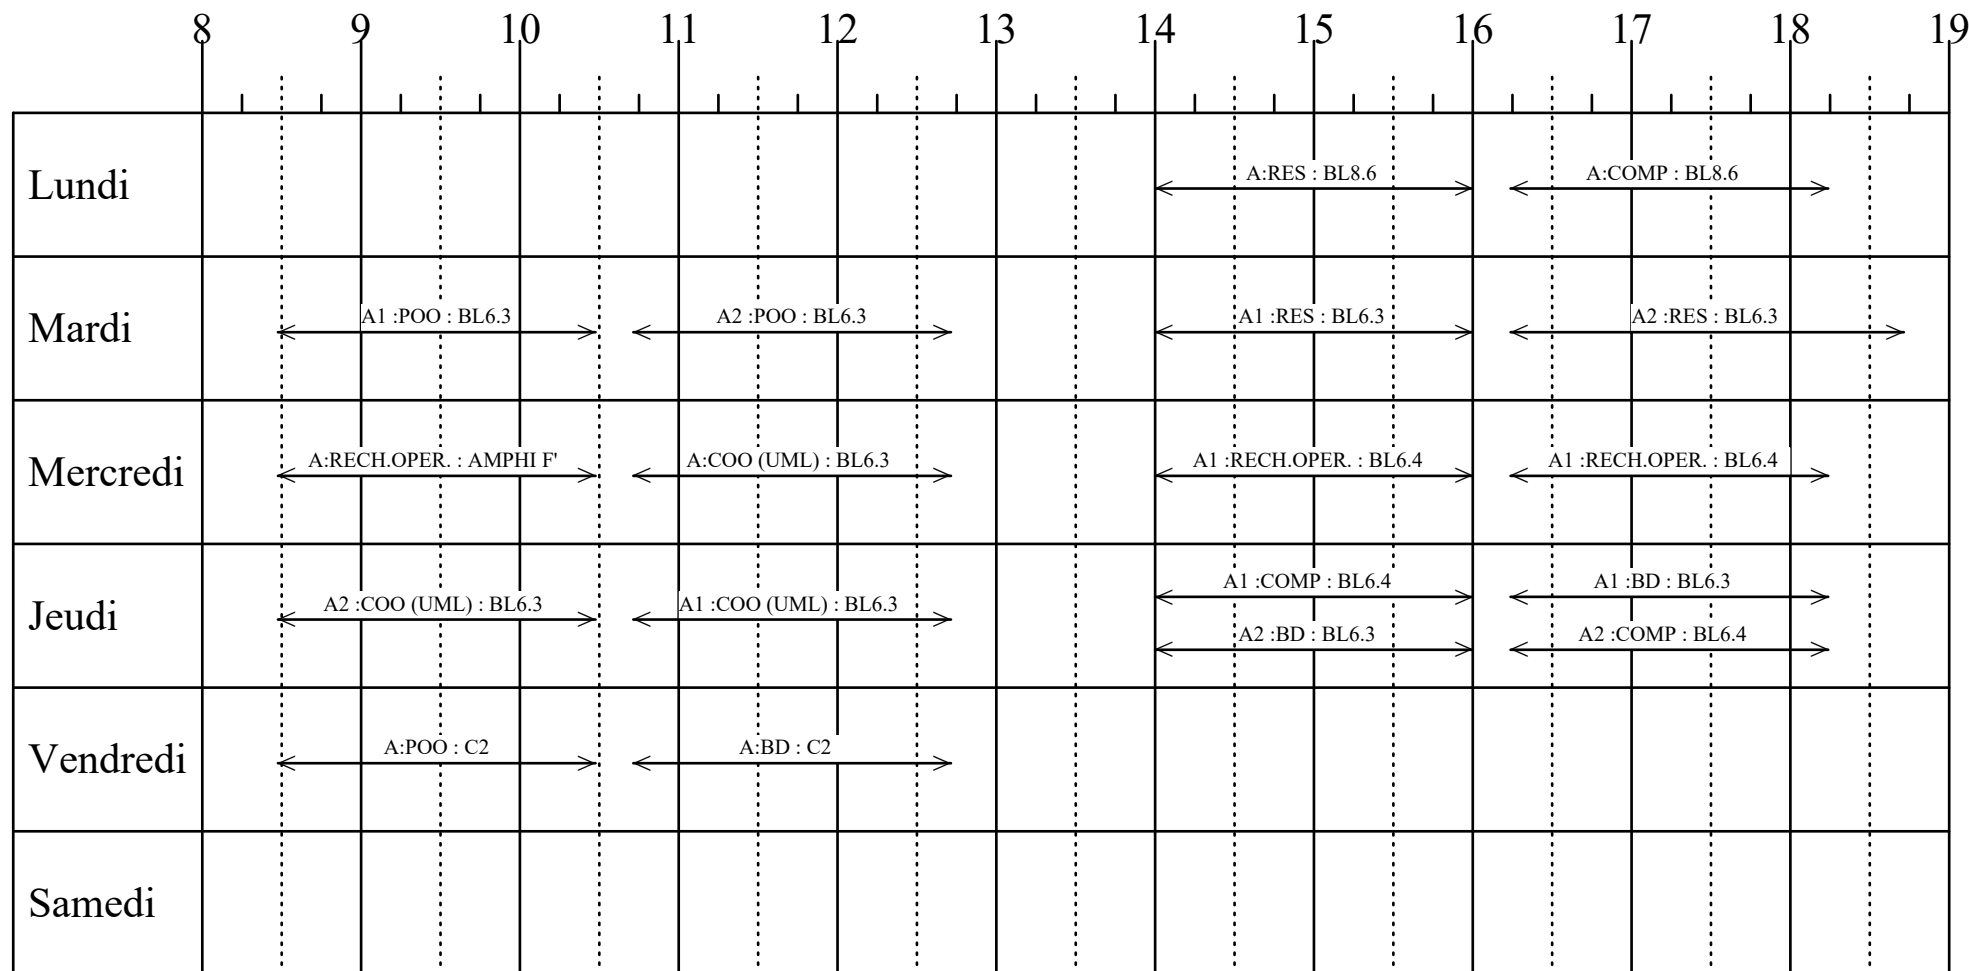 8 9 10 11 12 13 14 15 16 17 18 19
Lundi
A:RES : BL8.6 A:COMP : BL8.6
Mardi
A1 :POO : BL6.3 A2 :POO : BL6.3 A1 :RES : BL6.3 A2 :RES : BL6.3
Mercredi
A:RECH.OPER. : AMPHI F' A:COO (UML) : BL6.3 A1 :RECH.OPER. : BL6.4 A1 :RECH.OPER. : BL6.4
Jeudi
A2 :COO (UML) : BL6.3 A1 :COO (UML) : BL6.3 A1 :COMP : BL6.4 A1 :BD : BL6.3
A2 :BD : BL6.3 A2 :COMP : BL6.4
Vendredi
A:POO : C2 A:BD : C2
Samedi